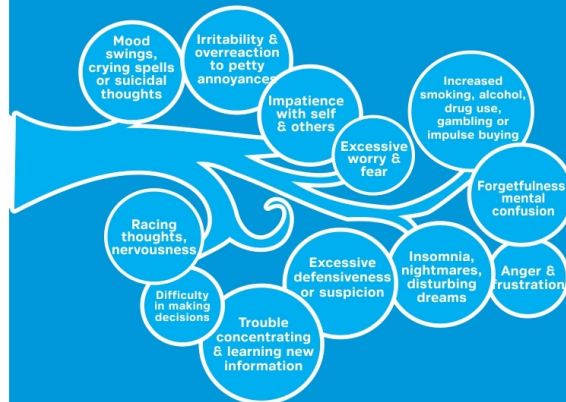 Mood
swings,
crying spells
or suicidal
thoughts
Irritability &
overreaction
to petty
annoyances
Impatience
with self
& others
Excessive
worry &
fear
Increased
smoking, alcohol,
drug use,
gambling or
impulse buying
Forgetfulness
mental
confusion
Racing
thoughts,
nervousness
Difficulty
in making
decisions
Trouble
concentrating
& learning new
information
Excessive
defensiveness
or suspicion
Insomnia,
nightmares,
disturbing
dreams
Anger &
frustration